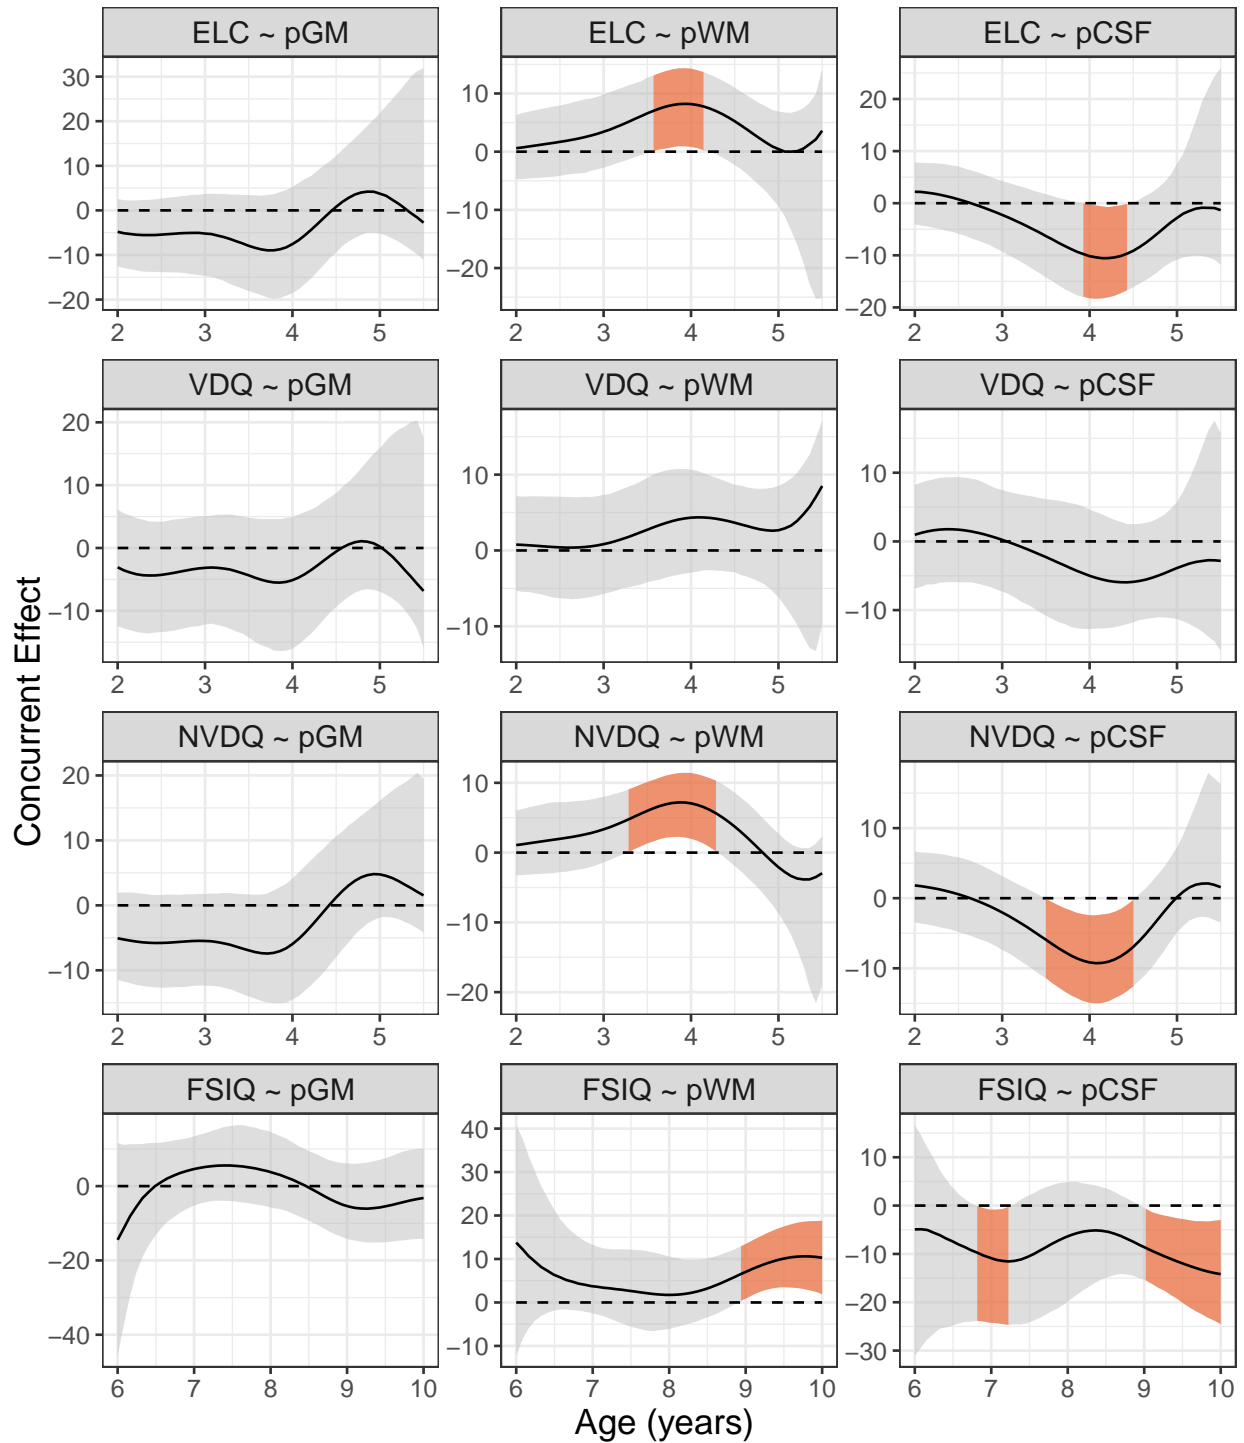 ELC ~ pGM
ELC ~ pWM
ELC ~ pCSF
30
20
10
0
−10
−20
2 3 4 5
10
0
−10
−20
2 3 4 5
20
10
0
−10
−20
2 3 4 5
VDQ ~ pGM
VDQ ~ pWM
VDQ ~ pCSF
20
10
0
−10
2 3 4 5
10
0
−10
2 3 4 5
10
0
−10
2 3 4 5
NVDQ ~ pGM
NVDQ ~ pWM
NVDQ ~ pCSF
20
10
0
−10
2 3 4 5
10
0
−10
−20
2 3 4 5
10
0
−10
2 3 4 5
FSIQ ~ pGM
FSIQ ~ pWM
FSIQ ~ pCSF
0
−20
−40
6 7 8 9 10
40
30
20
10
0
−10
6 7 8 9 10
10
0
−10
−20
−30
6 7 8 9 10
Concurrent Effect
Age (years)